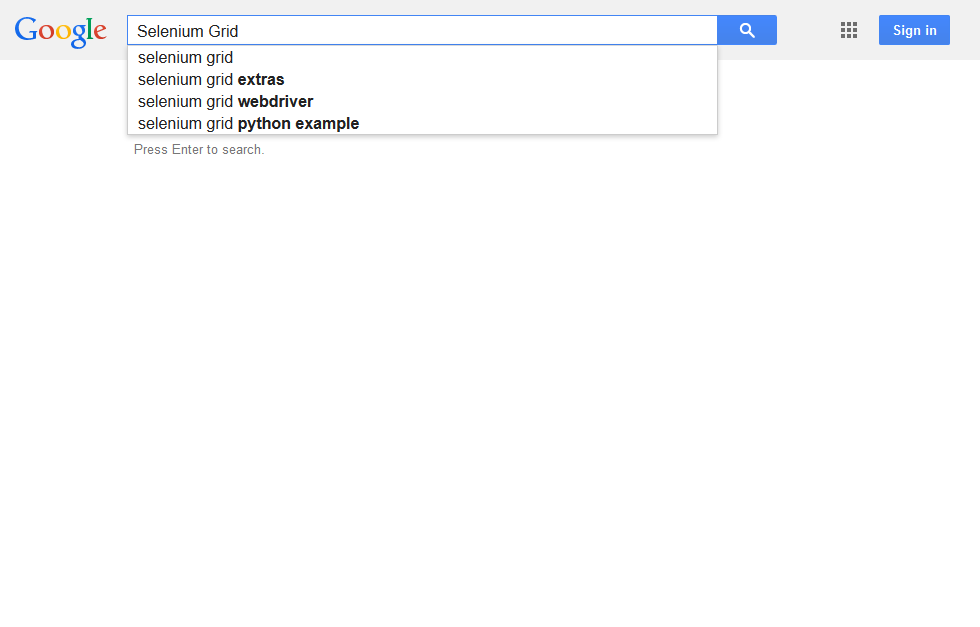 Google
Selenium Grid
Sign in
selenium grid
selenium grid extras
selenium grid webdriver
selenium grid python example
Press Enter to search.